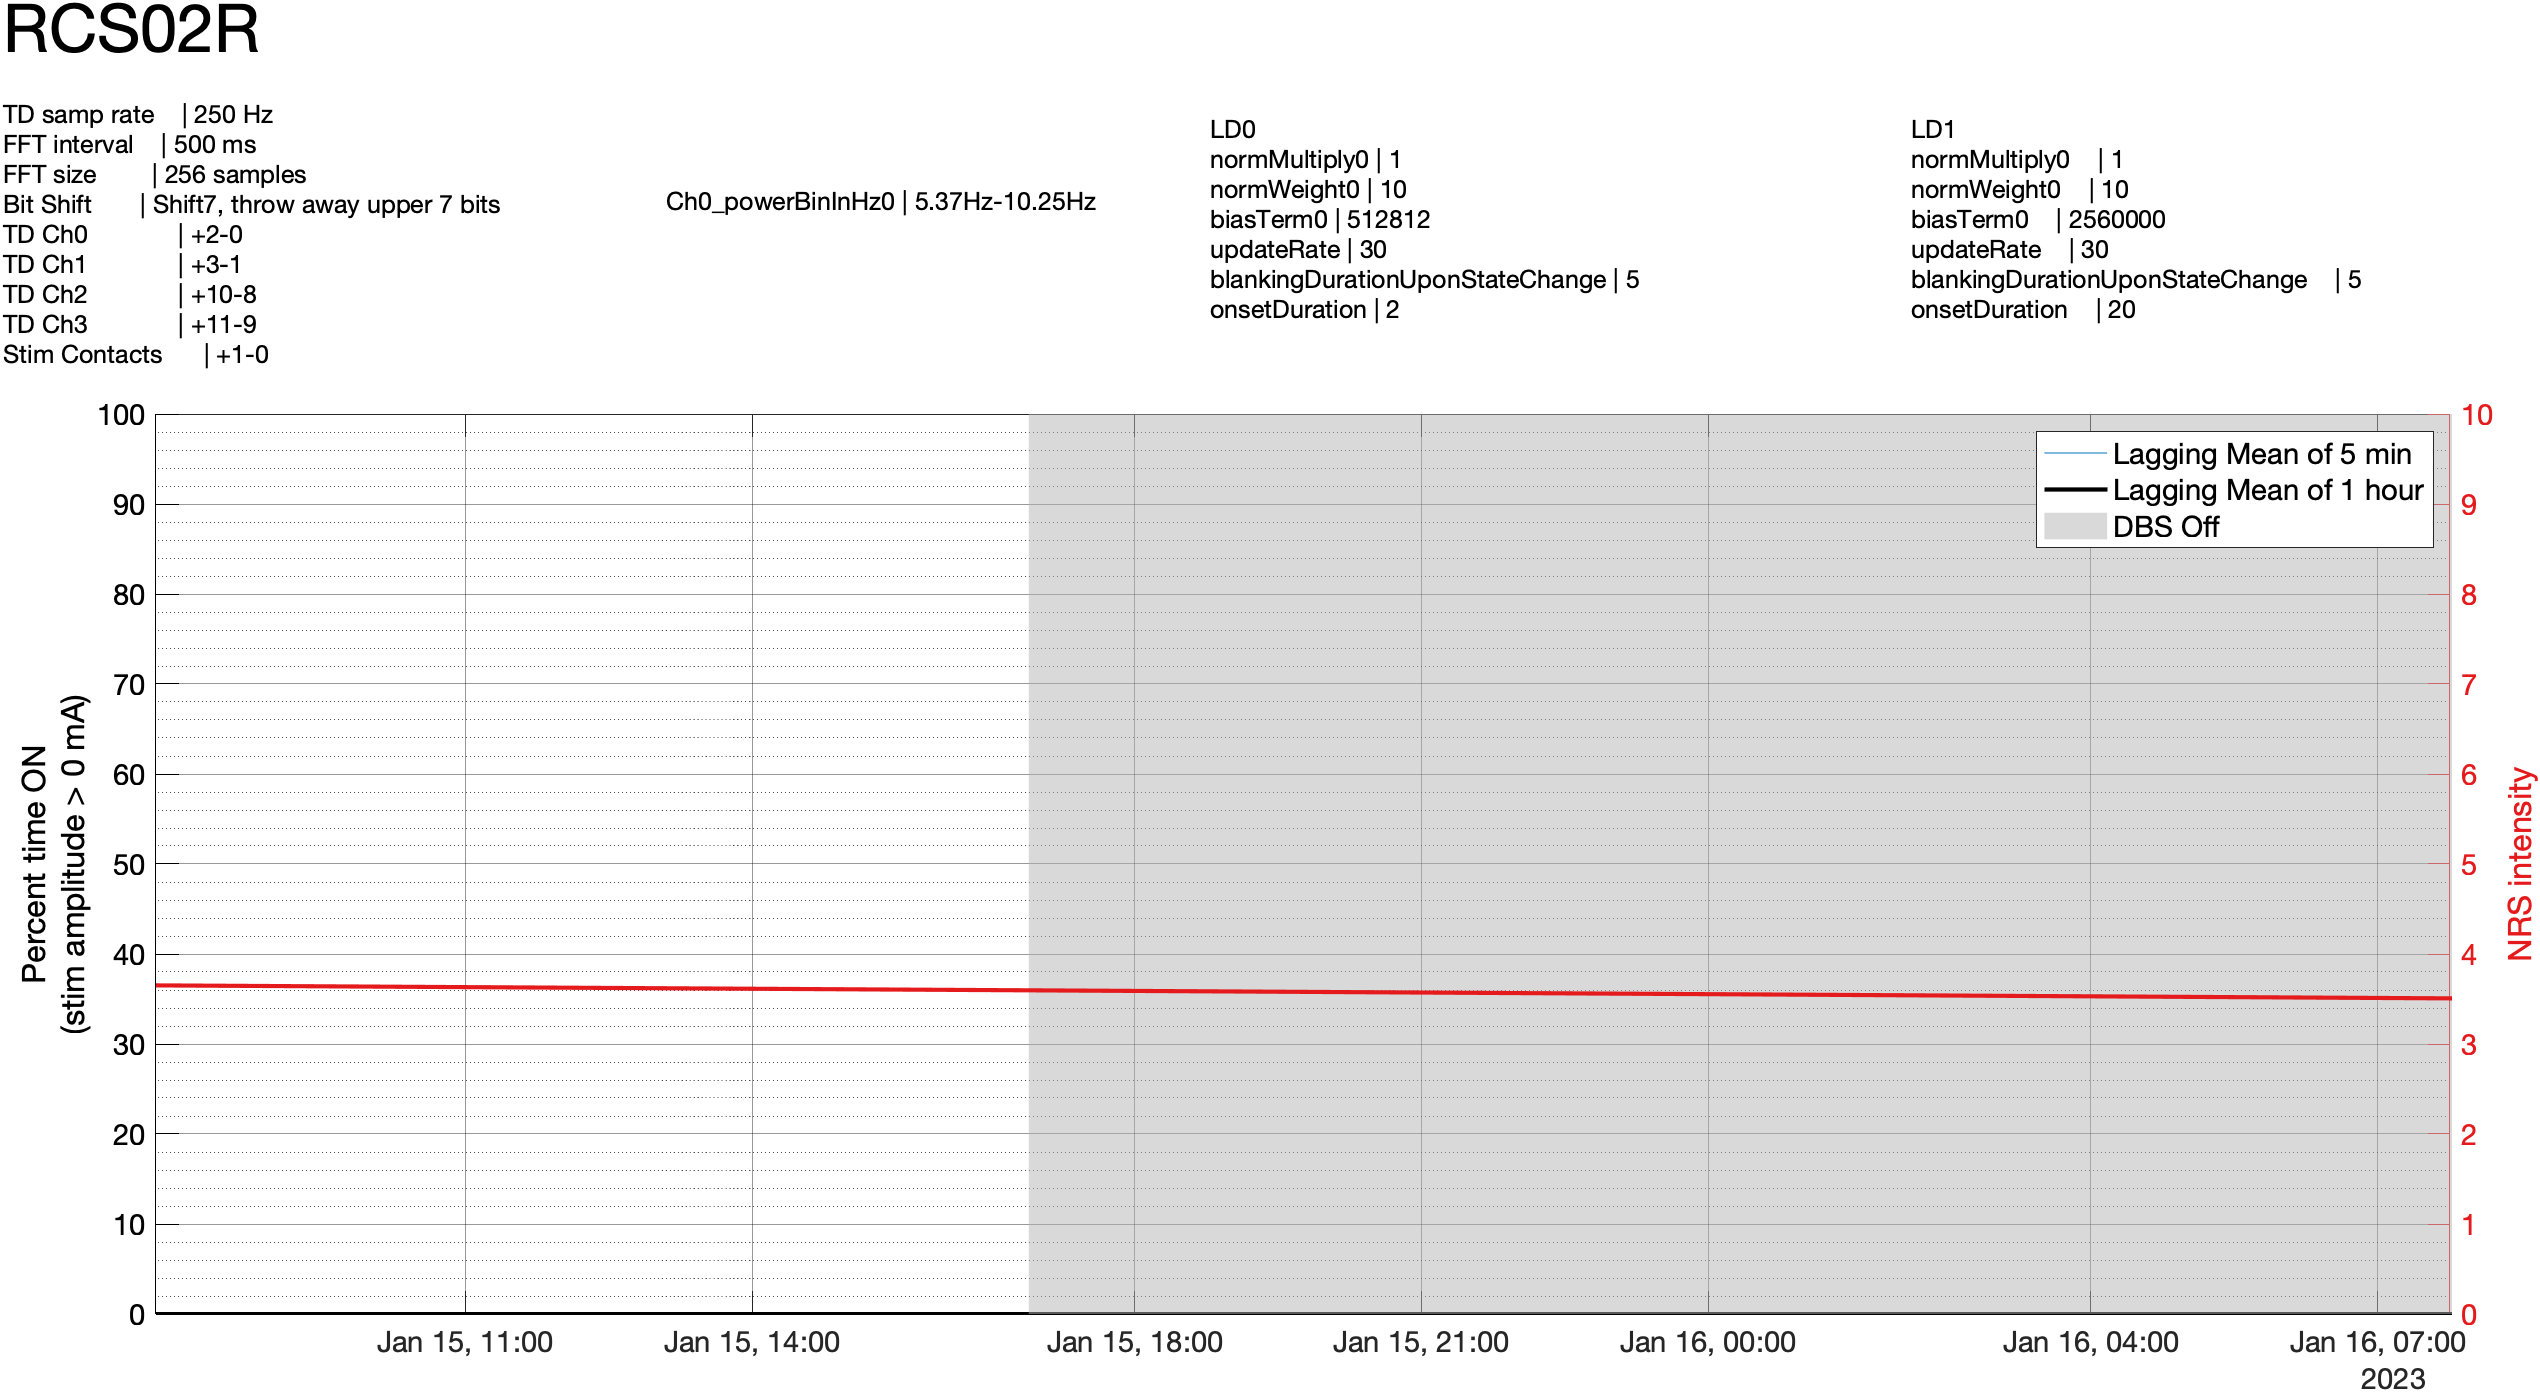 RCS02R
TD samp rate | 250 Hz
FFT interval | 500 ms
FFT size | 256 samples
Bit Shift | Shift7, throw away upper 7 bits
TD Ch0 | +2-0
TD Ch1 | +3-1
TD Ch2 | +10-8
TD Ch3 | +11-9
Stim Contacts | +1-0
Ch0_powerBinInHz0 | 5.37Hz-10.25Hz
LD0
normMultiply0 | 1
normWeight0 | 10
biasTerm0 | 512812
updateRate | 30
blankingDurationUponStateChange | 5
onsetDuration | 2
LD1
normMultiply0 | 1
normWeight0 | 10
biasTerm0 | 2560000
updateRate | 30
blankingDurationUponStateChange | 5
onsetDuration | 20
Percent time ON
(stim amplitude > 0 mA)
100
90
80
70
60
50
40
30
20
10
0
Lagging Mean of 5 min
Lagging Mean of 1 hour
DBS Off
10
9
8
7
6
5
4
3
2
1
0
NRS intensity
Jan 15, 11:00
Jan 15, 14:00
Jan 15, 18:00
Jan 15, 21:00
Jan 16, 00:00
Jan 16, 04:00
Jan 16, 07:00
2023